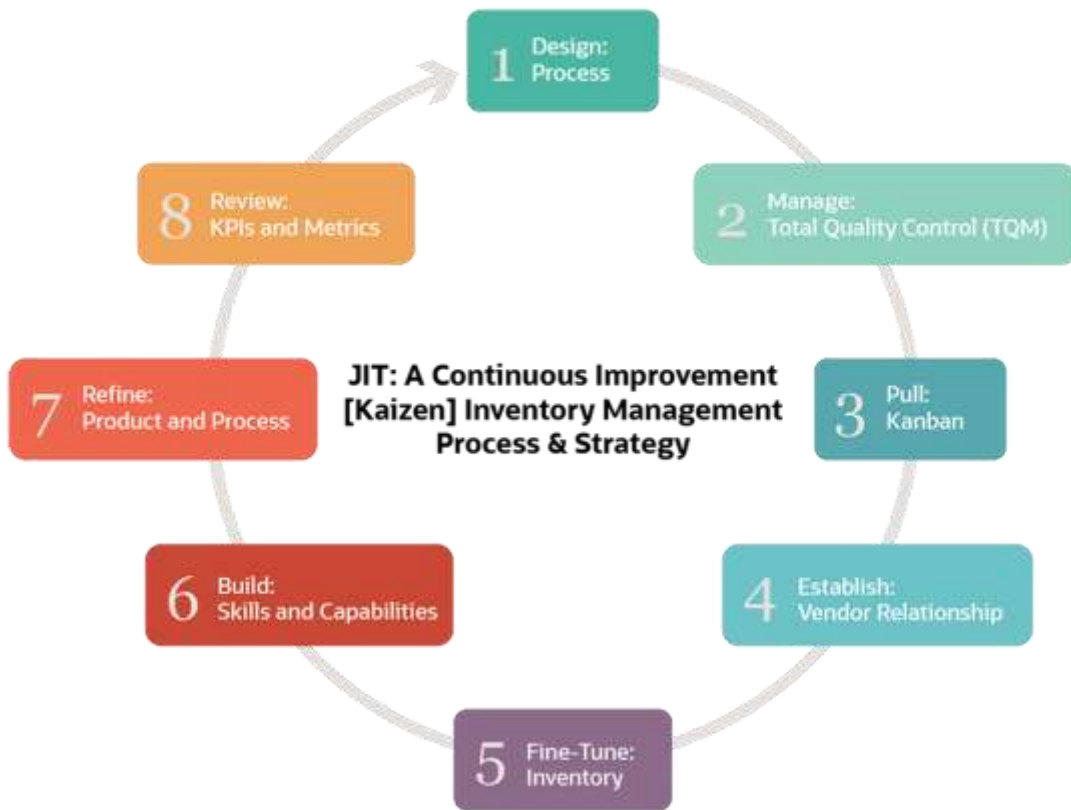 1 Design:
Process
2 Manage:
Total Quality Control (TQM)
3 Pull:
Kanban
4 Establish:
Vendor Relationship
5 Fine-Tune:
Inventory
6 Build:
Skills and Capabilities
7 Refine:
Product and Process
8 Review:
KPIs and Metrics
JIT: A Continuous Improvement
[Kaizen] Inventory Management
Process & Strategy